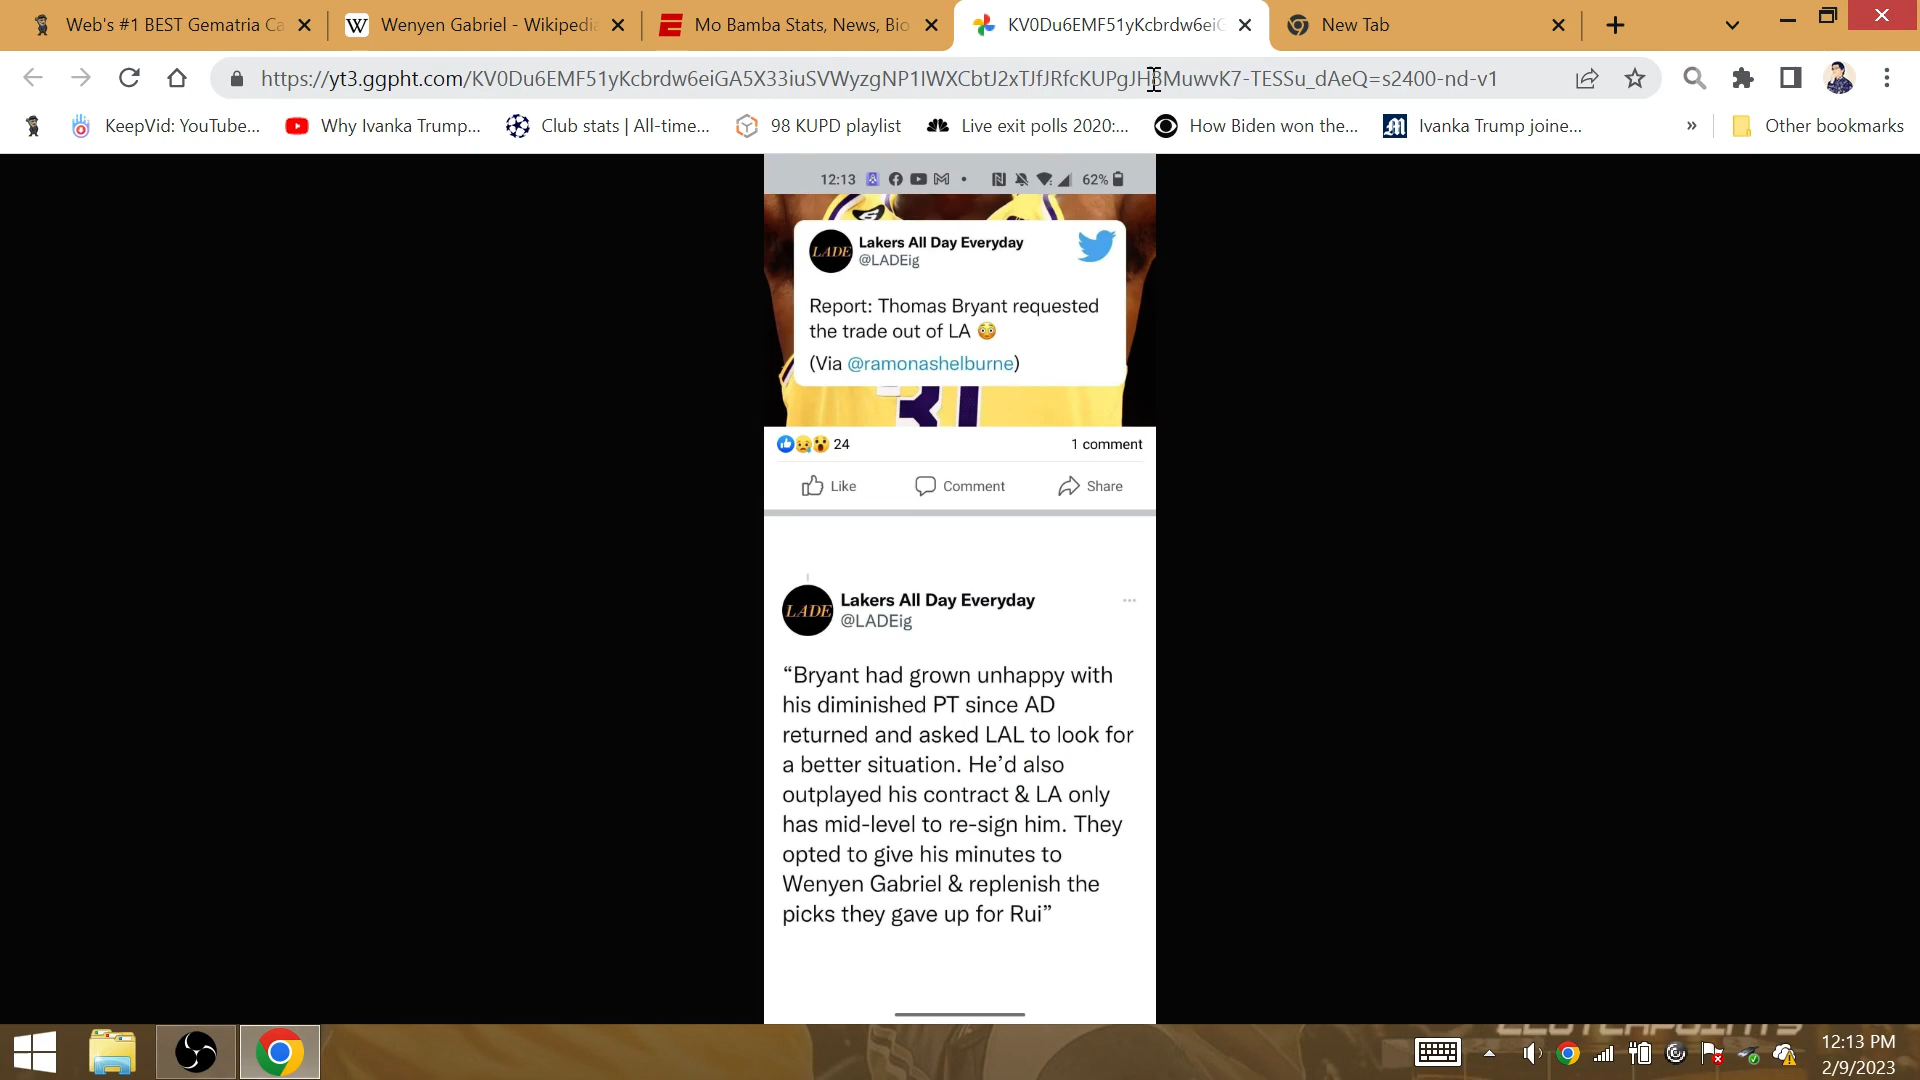 Web's #1 BEST Gematria Ca
Wenyen Gabriel - Wikipedia
Mo Bamba Stats, News, Bio
KV0Du6EMF51yKcbrdw6eiG
New Tab
https://yt3.ggpht.com/KV0Du6EMF51yKcbrdw6eiGA5X33iuSVWyzgNP1IWXCbtJ2xTJfJRfcKUPgJH8MuwvK7-TESSu_dAeQ=s2400-nd-v1
KeepVid: YouTube...
Why Ivanka Trump...
Club stats | All-time...
98 KUPD playlist
Live exit polls 2020:...
How Biden won the...
Ivanka Trump joine...
»
Other bookmarks
12:13
62%
LADE
Lakers All Day Everyday
@LADEig
Report: Thomas Bryant requested
the trade out of LA 😳
(Via @ramonashelburne)
31
24
1 comment
Like
Comment
Share
LADE
Lakers All Day Everyday
@LADEig
“Bryant had grown unhappy with
his diminished PT since AD
returned and asked LAL to look for
a better situation. He’d also
outplayed his contract & LA only
has mid-level to re-sign him. They
opted to give his minutes to
Wenyen Gabriel & replenish the
picks they gave up for Rui”
CLUTCHPOINTS
12:13 PM
2/9/2023